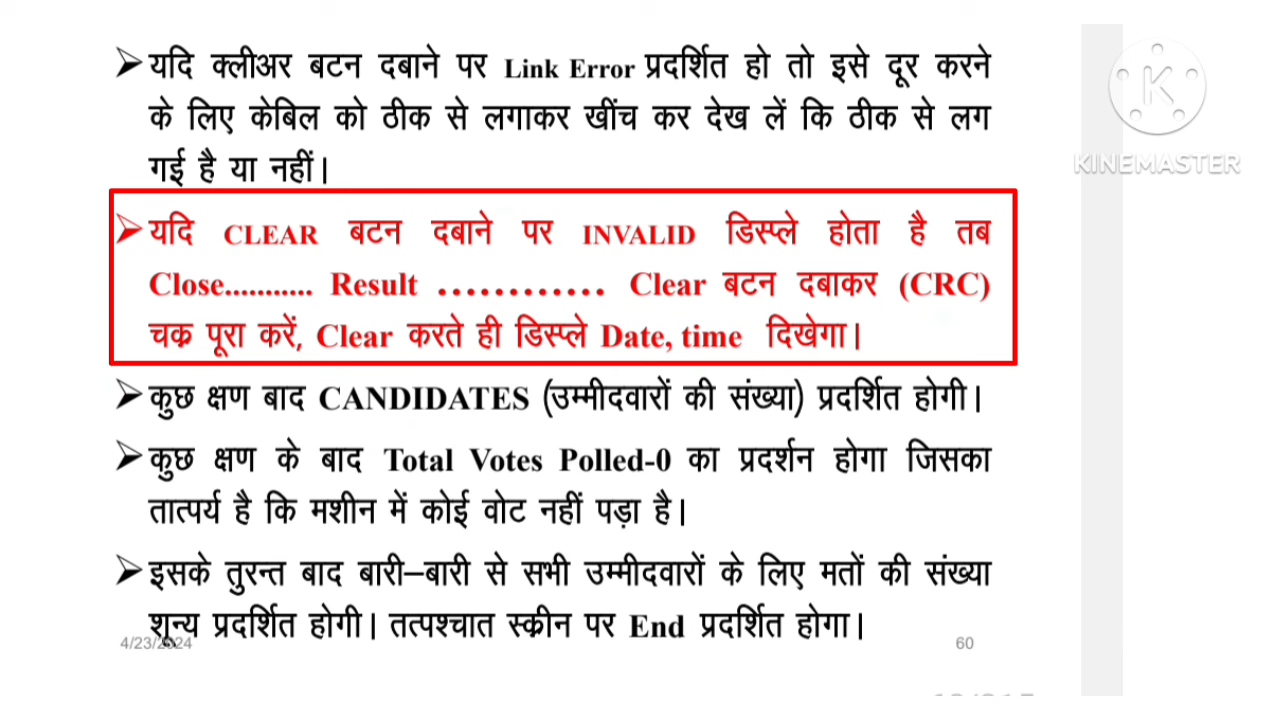 ➢यदि क्लीअर बटन दबाने पर Link Error प्रदर्शित हो तो इसे दूर करने
के लिए केबिल को ठीक से लगाकर खींच कर देख लें कि ठीक से लग
गई है या नहीं।
➢यदि CLEAR बटन दबाने पर INVALID डिस्प्ले होता है तब
Close........... Result ............. Clear बटन दबाकर (CRC)
चक्र पूरा करें, Clear करते ही डिस्प्ले Date, time दिखेगा।
➢कुछ क्षण बाद CANDIDATES (उम्मीदवारों की संख्या) प्रदर्शित होगी।
➢कुछ क्षण के बाद Total Votes Polled-0 का प्रदर्शन होगा जिसका
तात्पर्य है कि मशीन में कोई वोट नहीं पड़ा है।
➢इसके तुरन्त बाद बारी–बारी से सभी उम्मीदवारों के लिए मतों की संख्या
शून्य प्रदर्शित होगी। तत्पश्चात स्क्रीन पर End प्रदर्शित होगा।
4/23/2024
60
K
KINEMASTER